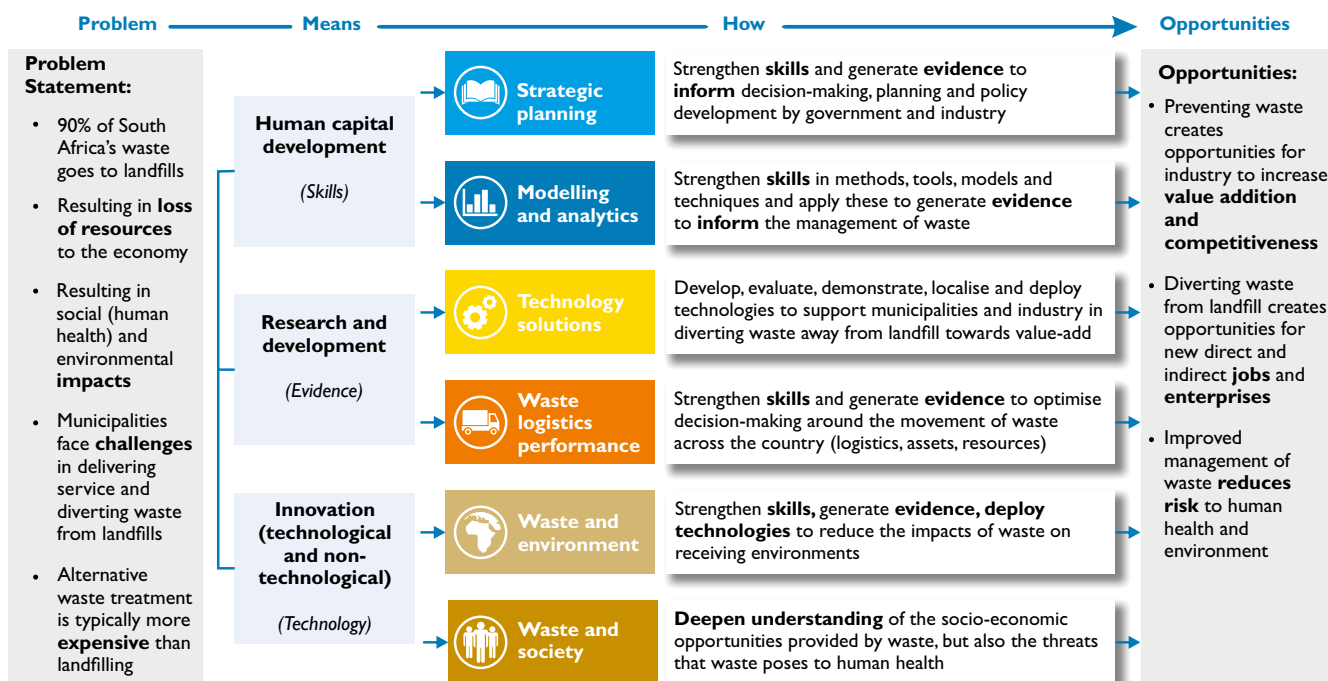 Problem
Means
How
Opportunities
Problem
Statement:
• 90% of South
Africa's waste
goes to landfills
• Resulting in loss
of resources
to the economy
• Resulting in
social (human
health) and
environmental
impacts
• Municipalities
face challenges
in delivering
service and
diverting waste
from landfills
• Alternative
waste treatment
is typically more
expensive than
landfilling
Human capital
development
(Skills)
Research and
development
(Evidence)
Innovation
(technological
and non-
technological)
(Technology)
Strategic
planning
Strengthen skills and generate evidence to
inform decision-making, planning and policy
development by government and industry
Modelling
and analytics
Strengthen skills in methods, tools, models and
techniques and apply these to generate evidence
to inform the management of waste
Technology
solutions
Develop, evaluate, demonstrate, localise and deploy
technologies to support municipalities and industry in
diverting waste away from landfill towards value-add
Waste
logistics
performance
Strengthen skills and generate evidence to optimise
decision-making around the movement of waste
across the country (logistics, assets, resources)
Waste and
environment
Strengthen skills, generate evidence, deploy
technologies to reduce the impacts of waste on
receiving environments
Waste and
society
Deepen understanding of the socio-economic
opportunities provided by waste, but also the threats
that waste poses to human health
Opportunities:
• Preventing waste
creates
opportunities for
industry to increase
value addition
and
competitiveness
• Diverting waste
from landfill creates
opportunities for
new direct and
indirect jobs and
enterprises
• Improved
management of
waste reduces
risk to human
health and
environment